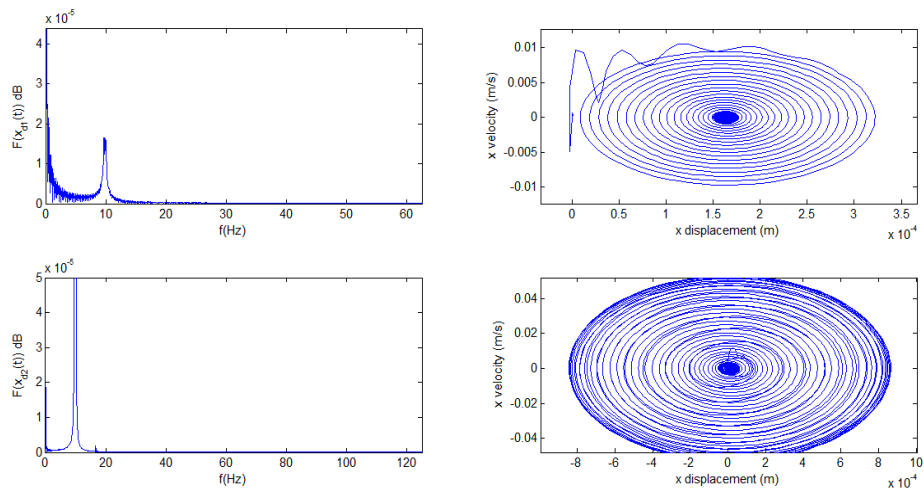 x 10⁻⁵
4
3
2
1
0
F(x_d1(t)) dB
0 10 20 30 40 50 60
f(Hz)
0.01
0.005
0
-0.005
-0.01
x velocity (m/s)
0 0.5 1 1.5 2 2.5 3 3.5
x displacement (m)
x 10⁻⁴
x 10⁻⁵
5
4
3
2
1
0
F(x_d2(t)) dB
0 20 40 60 80 100 120
f(Hz)
0.04
0.02
0
-0.02
-0.04
x velocity (m/s)
-8 -6 -4 -2 0 2 4 6 8 10
x displacement (m)
x 10⁻⁴